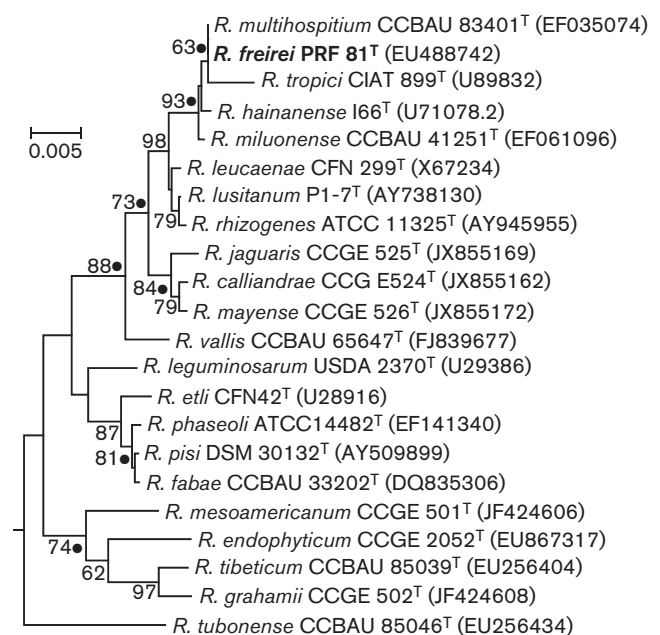 R. multihospitium CCBAU 83401ᵀ (EF035074)
63● R. freirei PRF 81ᵀ (EU488742)
R. tropici CIAT 899ᵀ (U89832)
93● R. hainanense I66ᵀ (U71078.2)
0.005
98 R. miluonense CCBAU 41251ᵀ (EF061096)
R. leucaenae CFN 299ᵀ (X67234)
73● R. lusitanum P1-7ᵀ (AY738130)
79 R. rhizogenes ATCC 11325ᵀ (AY945955)
R. jaguaris CCGE 525ᵀ (JX855169)
88●
84● R. calliandrae CCG E524ᵀ (JX855162)
79 R. mayense CCGE 526ᵀ (JX855172)
R. vallis CCBAU 65647ᵀ (FJ839677)
R. leguminosarum USDA 2370ᵀ (U29386)
R. etli CFN42ᵀ (U28916)
87 R. phaseoli ATCC14482ᵀ (EF141340)
81● R. pisi DSM 30132ᵀ (AY509899)
R. fabae CCBAU 33202ᵀ (DQ835306)
R. mesoamericanum CCGE 501ᵀ (JF424606)
74● R. endophyticum CCGE 2052ᵀ (EU867317)
62 R. tibeticum CCBAU 85039ᵀ (EU256404)
97 R. grahamii CCGE 502ᵀ (JF424608)
R. tubonense CCBAU 85046ᵀ (EU256434)